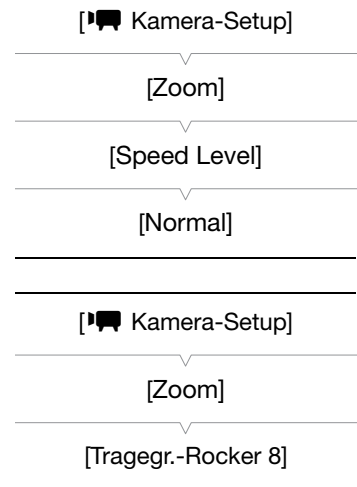 [ Kamera-Setup]
[Zoom]
[Speed Level]
[Normal]
[ Kamera-Setup]
[Zoom]
[Tragegr.-Rocker 8]